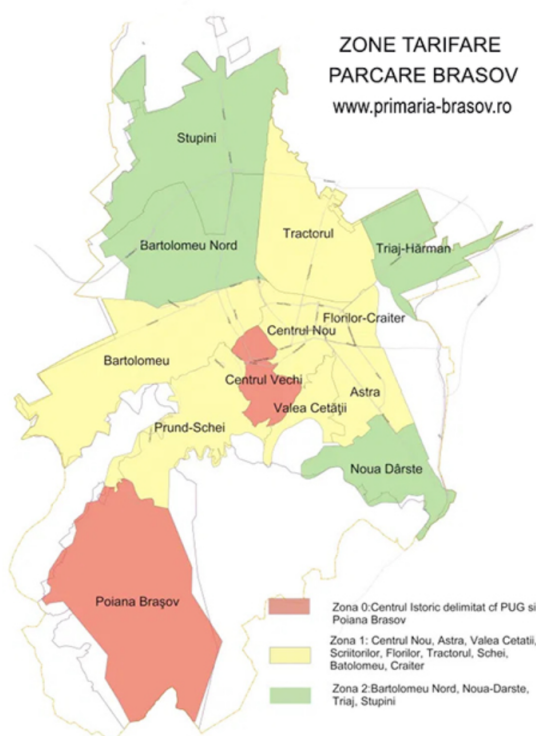 ZONE TARIFARE
PARCARE BRASOV
www.primaria-brasov.ro
Stupini
Tractorul
Bartolomeu Nord
Triaj-Hărman
Florilor-Craiter
Centrul Nou
Bartolomeu
Centrul Vechi
Astra
Valea Cetăţii
Prund-Schei
Noua Dârste
Poiana Braşov
Zona 0:Centrul Istoric delimitat cf PUG si
Poiana Brasov
Zona 1: Centrul Nou, Astra, Valea Cetatii,
Scriitorilor, Florilor, Tractorul, Schei,
Batolomeu, Craiter
Zona 2:Bartolomeu Nord, Noua-Darste,
Triaj, Stupini